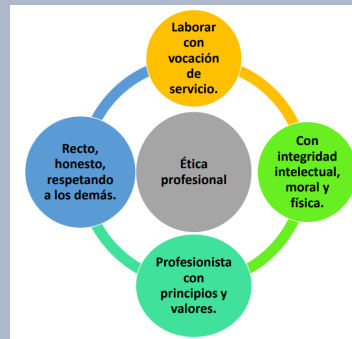 Laborar
con
vocación
de
servicio.
Recto,
honesto,
respetando
a los demás.
Ética
profesional
Con
integridad
intelectual,
moral y
física.
Profesionista
con
principios y
valores.